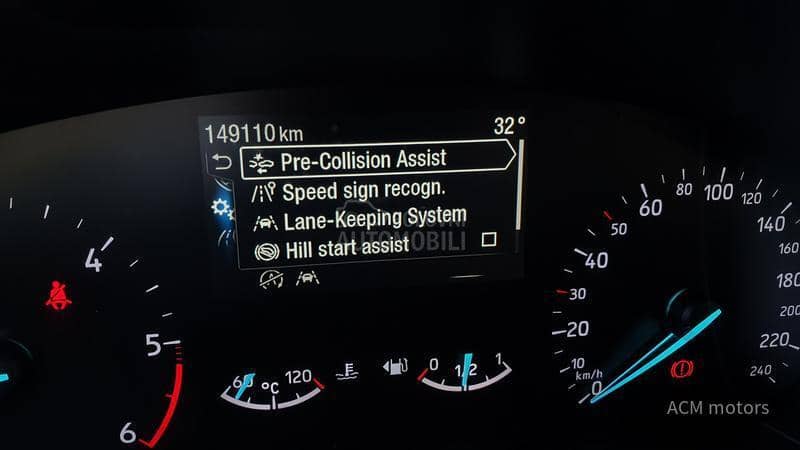 149110 km 32°
Pre-Collision Assist
Speed sign recogn.
Lane-Keeping System
AUTOMOBILI
Hill start assist
4
5
6
60 °C 120
0 1/2 1
0
10
20
30
40
50
60
80
100
120
140
160
180
200
220
240
km/h
ACM motors